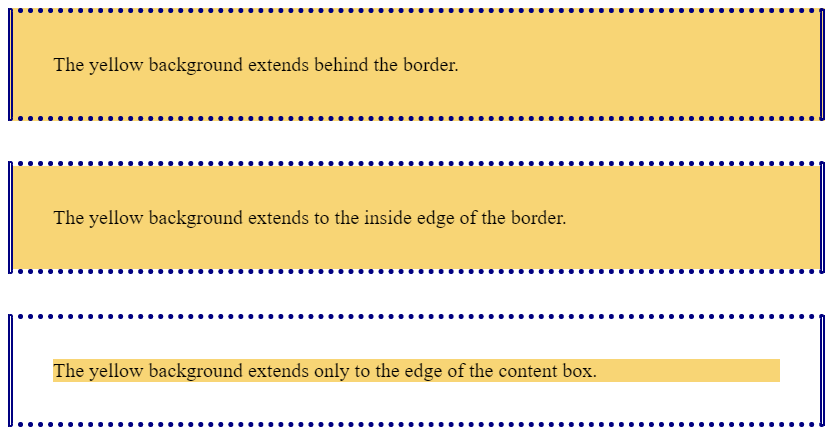 The yellow background extends behind the border.
The yellow background extends to the inside edge of the border.
The yellow background extends only to the edge of the content box.